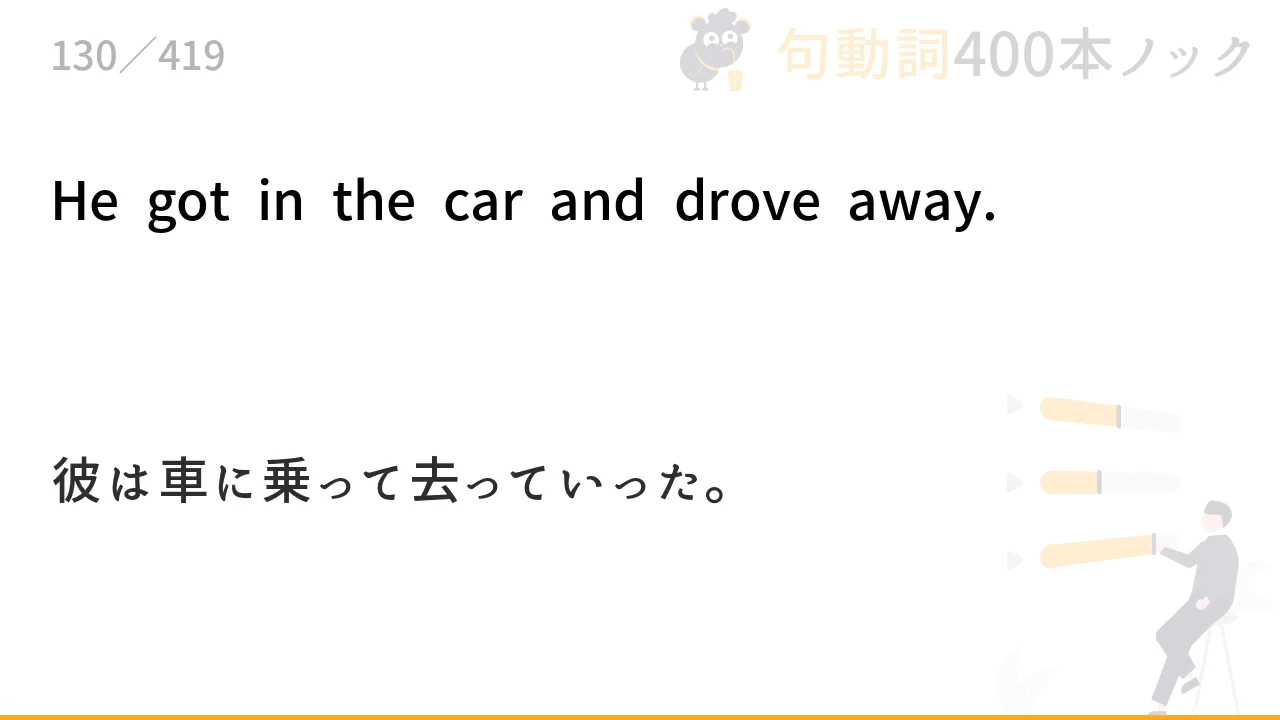 130／419
句動詞400本ノック
He got in the car and drove away.
彼は車に乗って去っていった。